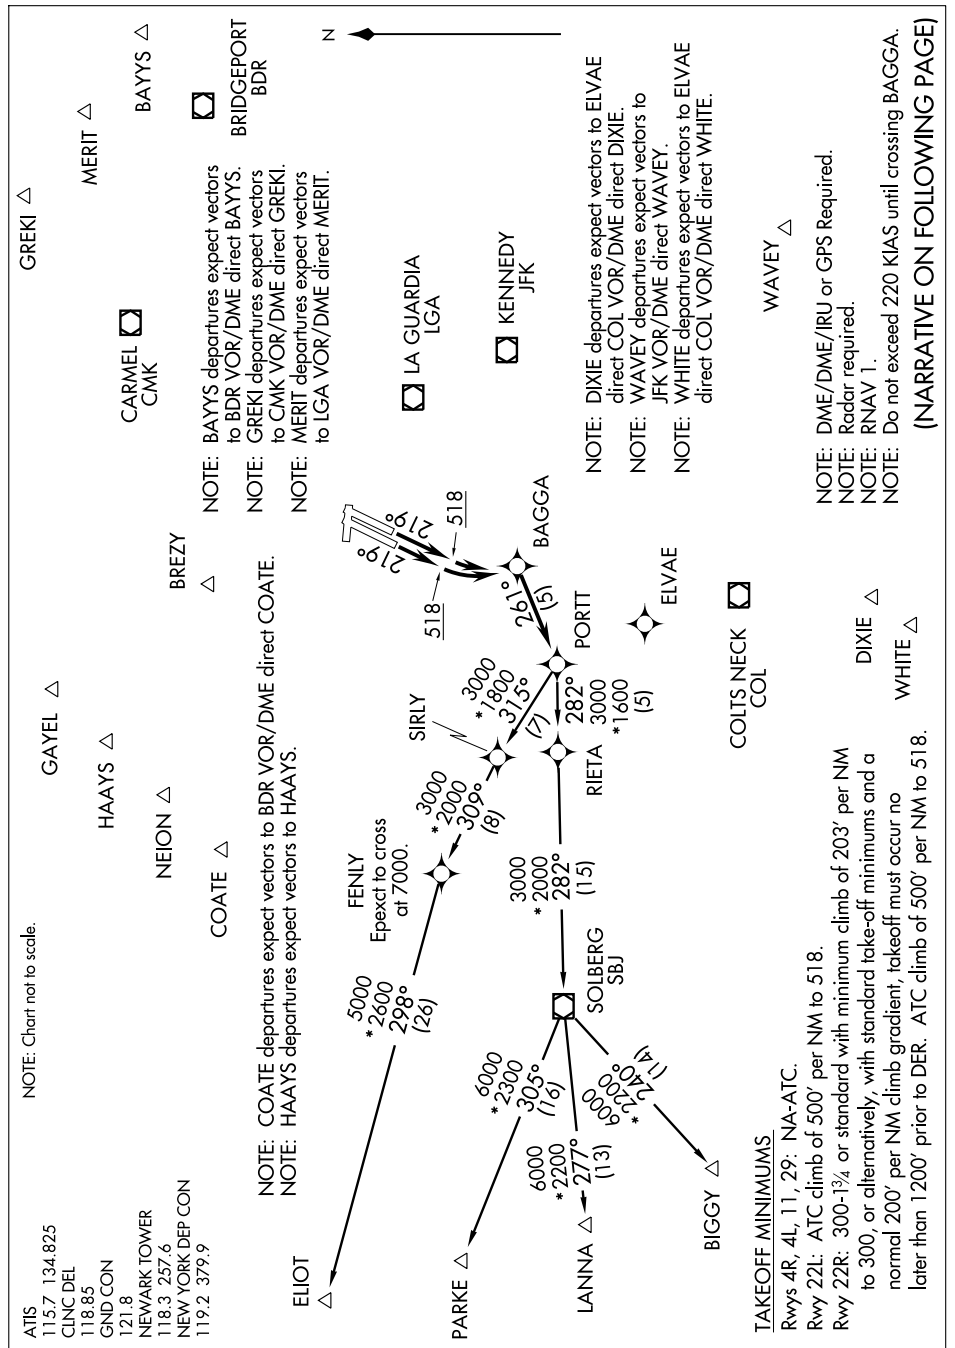 ATIS
115.7 134.825
CLNC DEL
118.85
GND CON
121.8
NEWARK TOWER
118.3 257.6
NEW YORK DEP CON
119.2 379.9
NOTE: Chart not to scale.
GREKI
MERIT
BAYYS
BRIDGEPORT
BDR
N
CARMEL
CMK
GAYEL
HAAYS
NEION
COATE
BREZY
NOTE: BAYYS departures expect vectors
to BDR VOR/DME direct BAYYS.
NOTE: GREKI departures expect vectors
to CMK VOR/DME direct GREKI.
NOTE: MERIT departures expect vectors
to LGA VOR/DME direct MERIT.
NOTE: COATE departures expect vectors to BDR VOR/DME direct COATE.
NOTE: HAAYS departures expect vectors to HAAYS.
LA GUARDIA
LGA
KENNEDY
JFK
219°
219°
518
518
BAGGA
261°
(5)
PORTT
ELVAE
SIRLY
3000
*1800
315°
(7)
282°
3000
*1600
(5)
RIETA
3000
*2000
309°
(8)
FENLY
Epexct to cross
at 7000.
5000
*2600
298°
(26)
ELIOT
3000
*2000
282°
(15)
SOLBERG
SBJ
6000
*2300
305°
(16)
PARKE
6000
*2200
277°
(13)
LANNA
6000
*2200
240°
(14)
BIGGY
NOTE: DIXIE departures expect vectors to ELVAE
direct COL VOR/DME direct DIXIE.
NOTE: WAVEY departures expect vectors to
JFK VOR/DME direct WAVEY.
NOTE: WHITE departures expect vectors to ELVAE
direct COL VOR/DME direct WHITE.
WAVEY
COLTS NECK
COL
DIXIE
WHITE
NOTE: DME/DME/IRU or GPS Required.
NOTE: Radar required.
NOTE: RNAV 1.
NOTE: Do not exceed 220 KIAS until crossing BAGGA.
(NARRATIVE ON FOLLOWING PAGE)
TAKEOFF MINIMUMS
Rwys 4R, 4L, 11, 29: NA-ATC.
Rwy 22L: ATC climb of 500' per NM to 518.
Rwy 22R: 300-1¾ or standard with minimum climb of 203' per NM
to 300, or alternatively, with standard take-off minimums and a
normal 200' per NM climb gradient, takeoff must occur no
later than 1200' prior to DER. ATC climb of 500' per NM to 518.